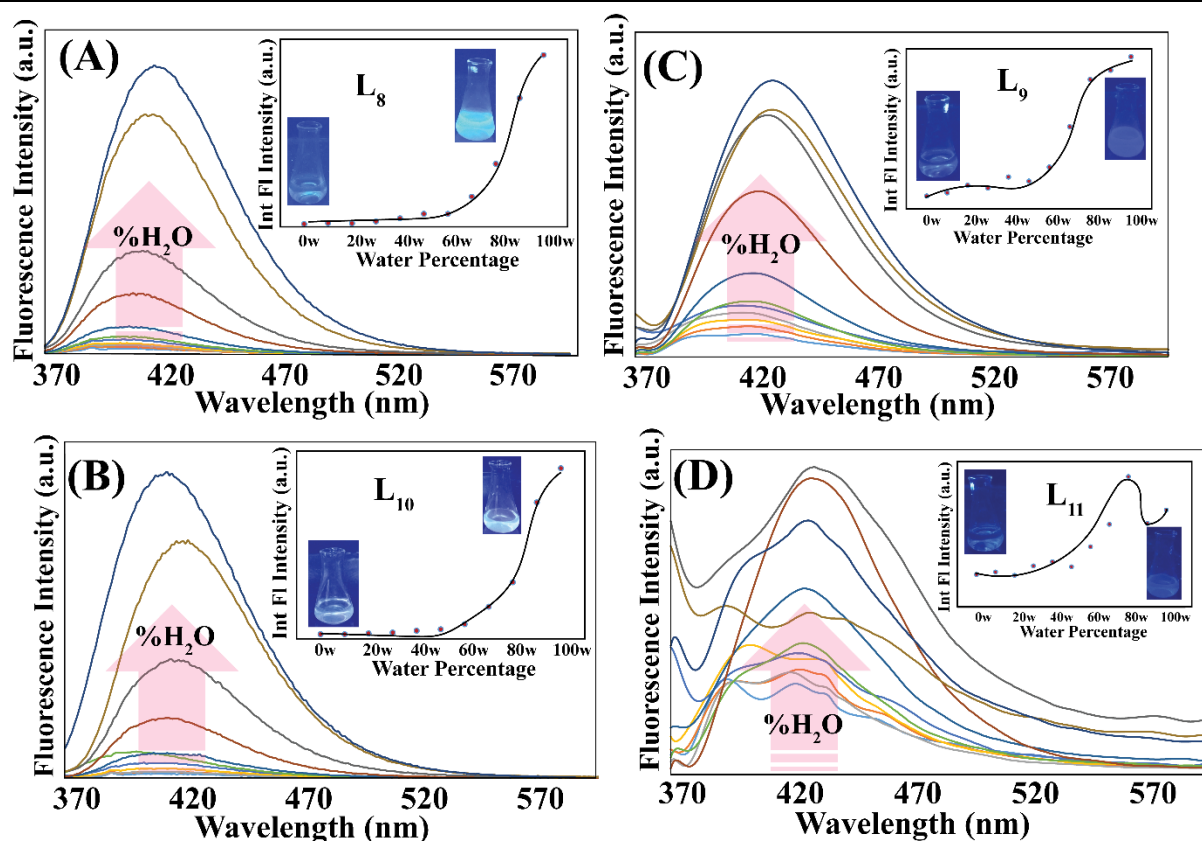 (A)
Fluorescence Intensity (a.u.)
%H₂O
370 420 470 520 570
Wavelength (nm)
Int Fl Intensity (a.u.)
L₈
0w 20w 40w 60w 80w 100w
Water Percentage
(C)
Fluorescence Intensity (a.u.)
%H₂O
370 420 470 520 570
Wavelength (nm)
Int Fl Intensity (a.u.)
L₉
0w 20w 40w 60w 80w 100w
Water Percentage
(B)
Fluorescence Intensity (a.u.)
%H₂O
370 420 470 520 570
Wavelength (nm)
Int Fl Intensity (a.u.)
L₁₀
0w 20w 40w 60w 80w 100w
Water Percentage
(D)
Fluorescence Intensity (a.u.)
%H₂O
370 420 470 520 570
Wavelength (nm)
Int Fl Intensity (a.u.)
L₁₁
0w 20w 40w 60w 80w 100w
Water Percentage